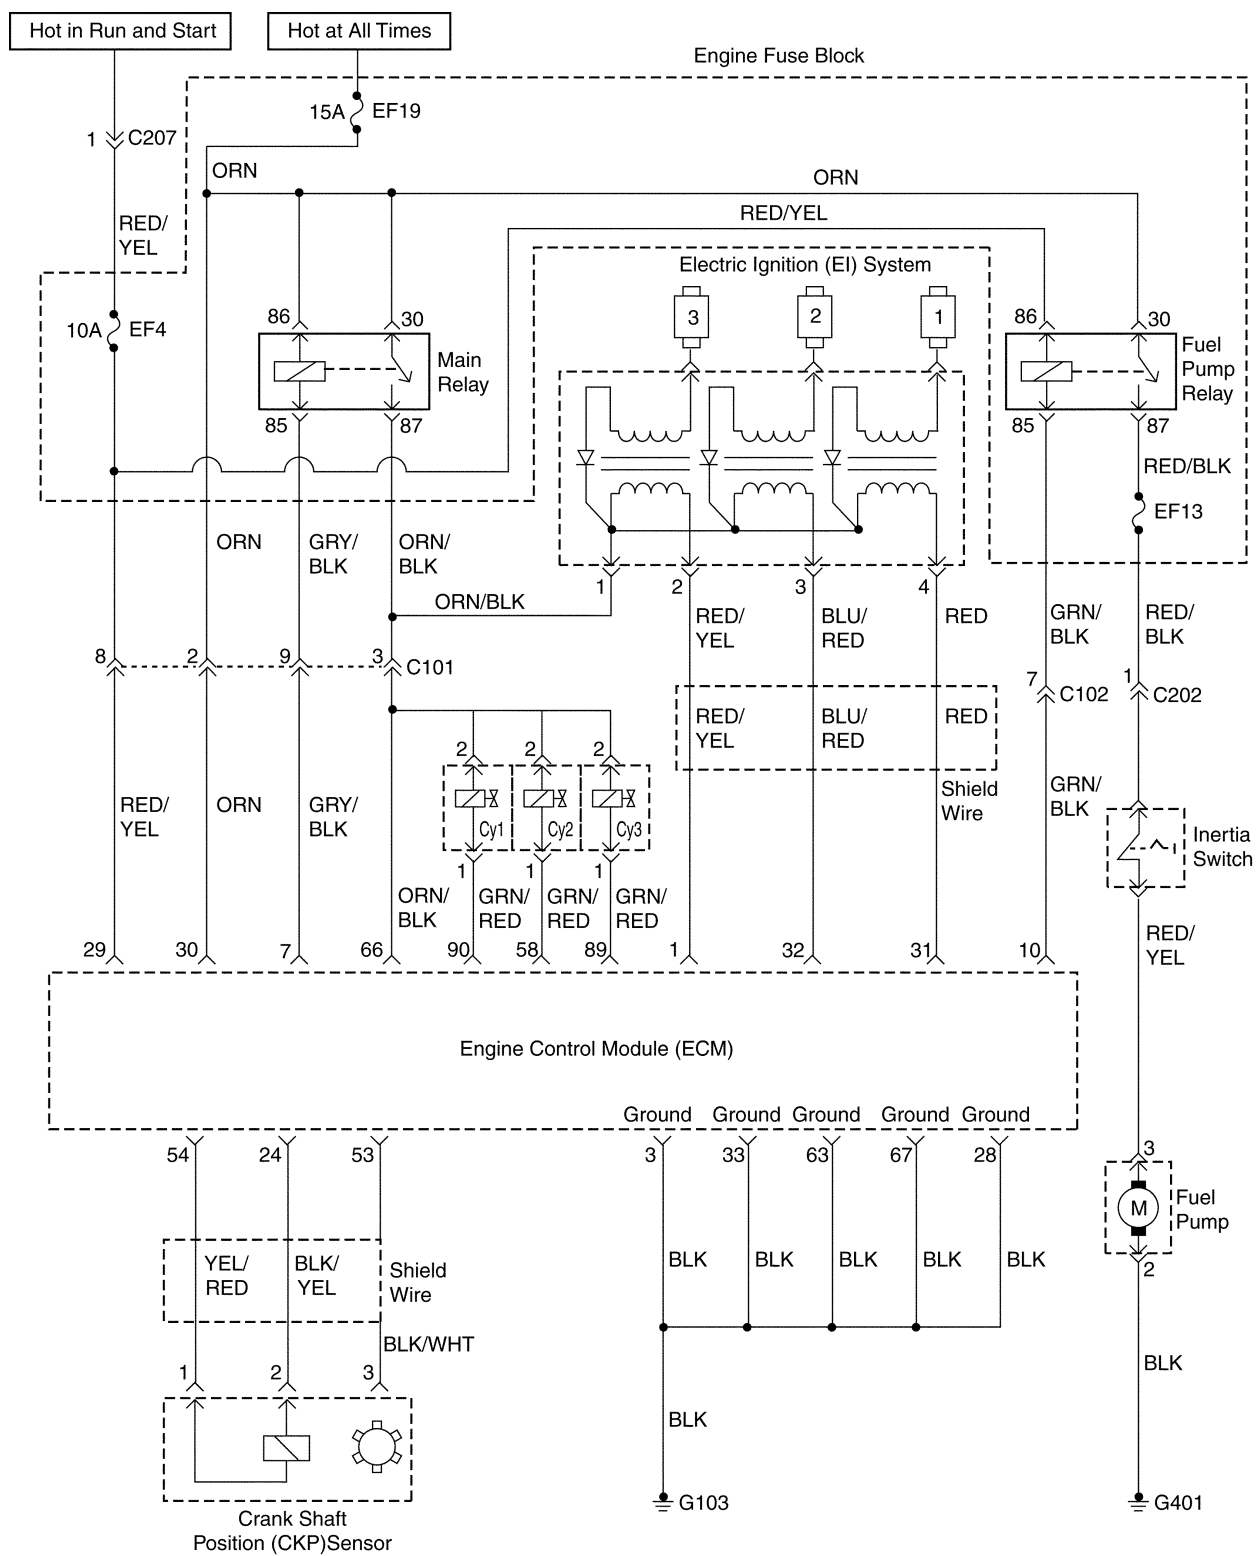 Hot in Run and Start
Hot at All Times
Engine Fuse Block
15A
EF19
1
C207
ORN
ORN
RED/
YEL
RED/YEL
Electric Ignition (EI) System
3
2
1
10A
EF4
86
30
Main
Relay
85
87
86
30
Fuel
Pump
Relay
85
87
RED/BLK
EF13
ORN
GRY/
BLK
ORN/
BLK
ORN/BLK
1
2
3
4
RED/
YEL
BLU/
RED
RED
GRN/
BLK
RED/
BLK
8
2
9
3
C101
7
C102
1
C202
RED/
YEL
BLU/
RED
RED
Shield
Wire
2
2
2
Cy1
Cy2
Cy3
1
1
1
RED/
YEL
ORN
GRY/
BLK
GRN/
BLK
Inertia
Switch
ORN/
BLK
GRN/
RED
GRN/
RED
GRN/
RED
RED/
YEL
29
30
7
66
90
58
89
1
32
31
10
Engine Control Module (ECM)
Ground
Ground
Ground
Ground
Ground
54
24
53
3
33
63
67
28
3
M
Fuel
Pump
2
YEL/
RED
BLK/
YEL
Shield
Wire
BLK
BLK
BLK
BLK
BLK
BLK/WHT
1
2
3
BLK
BLK
G103
G401
Crank Shaft
Position (CKP)Sensor